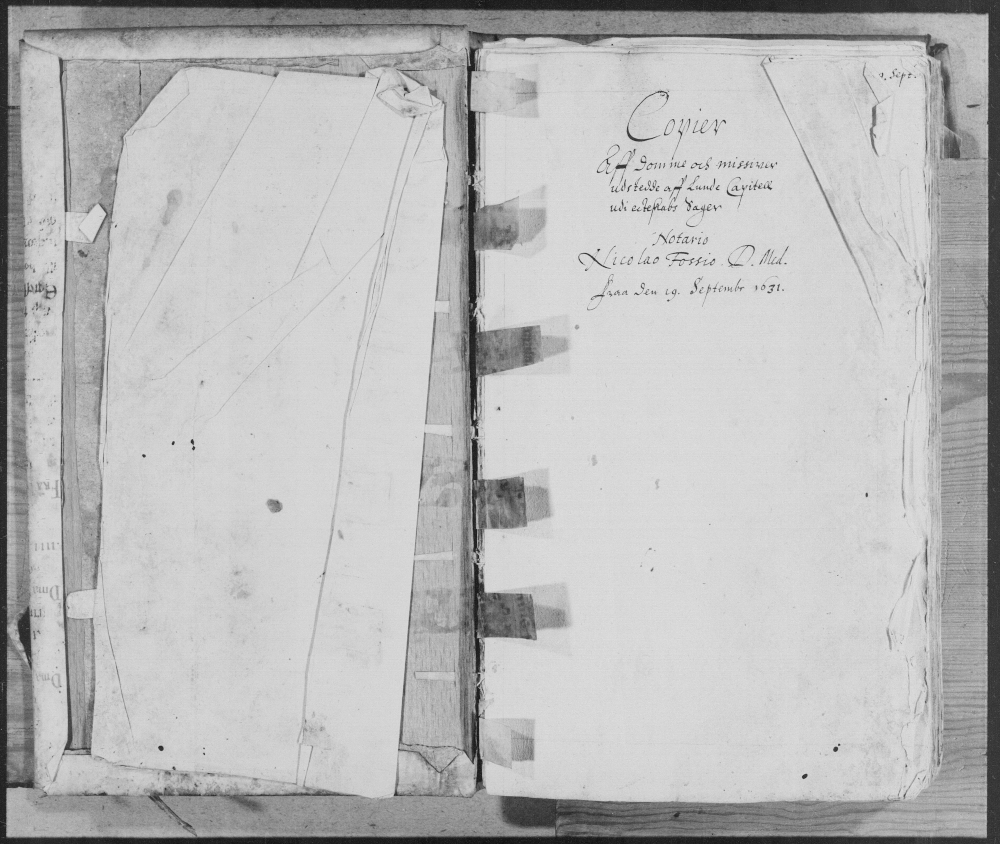 1. Sept.
Copier
Aff Domme och missiver
udstedde aff Lunde Capitell
udi ecteskabs Sager
Notario
Nicolao Fossio. D. Med.
fraa den 19. Septembr 1631.